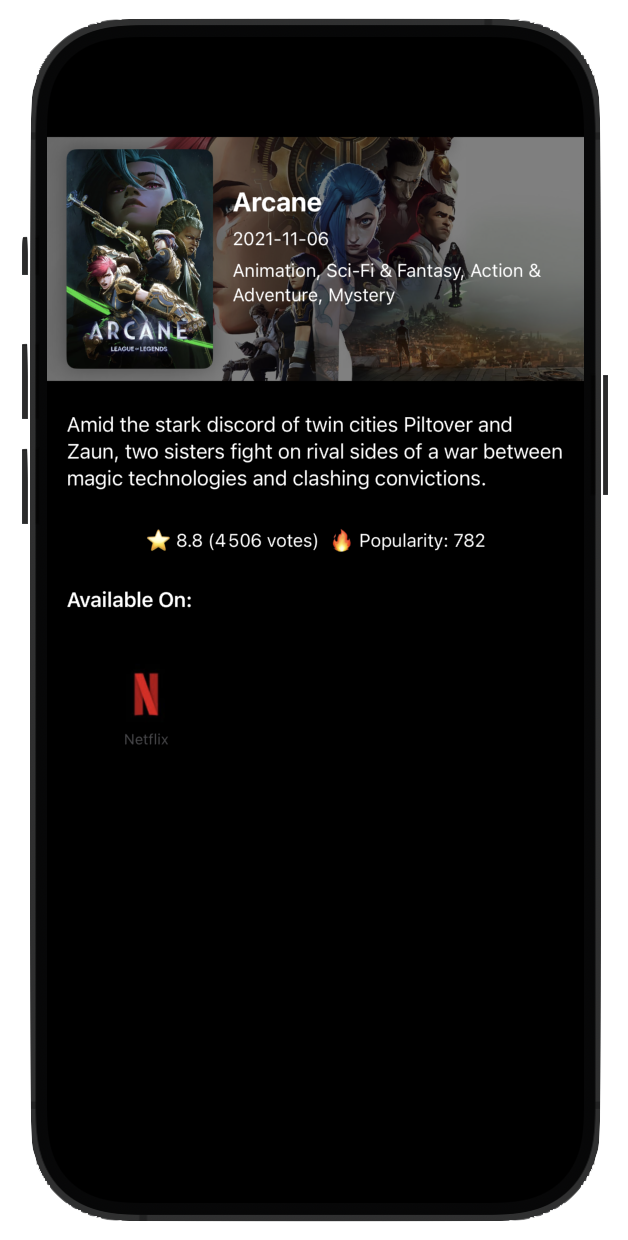 ARCANE
LEAGUE OF LEGENDS
Arcane
2021-11-06
Animation, Sci-Fi & Fantasy, Action &
Adventure, Mystery
Amid the stark discord of twin cities Piltover and
Zaun, two sisters fight on rival sides of a war between
magic technologies and clashing convictions.
⭐ 8.8 (4 506 votes) 🔥 Popularity: 782
Available On:
N
Netflix